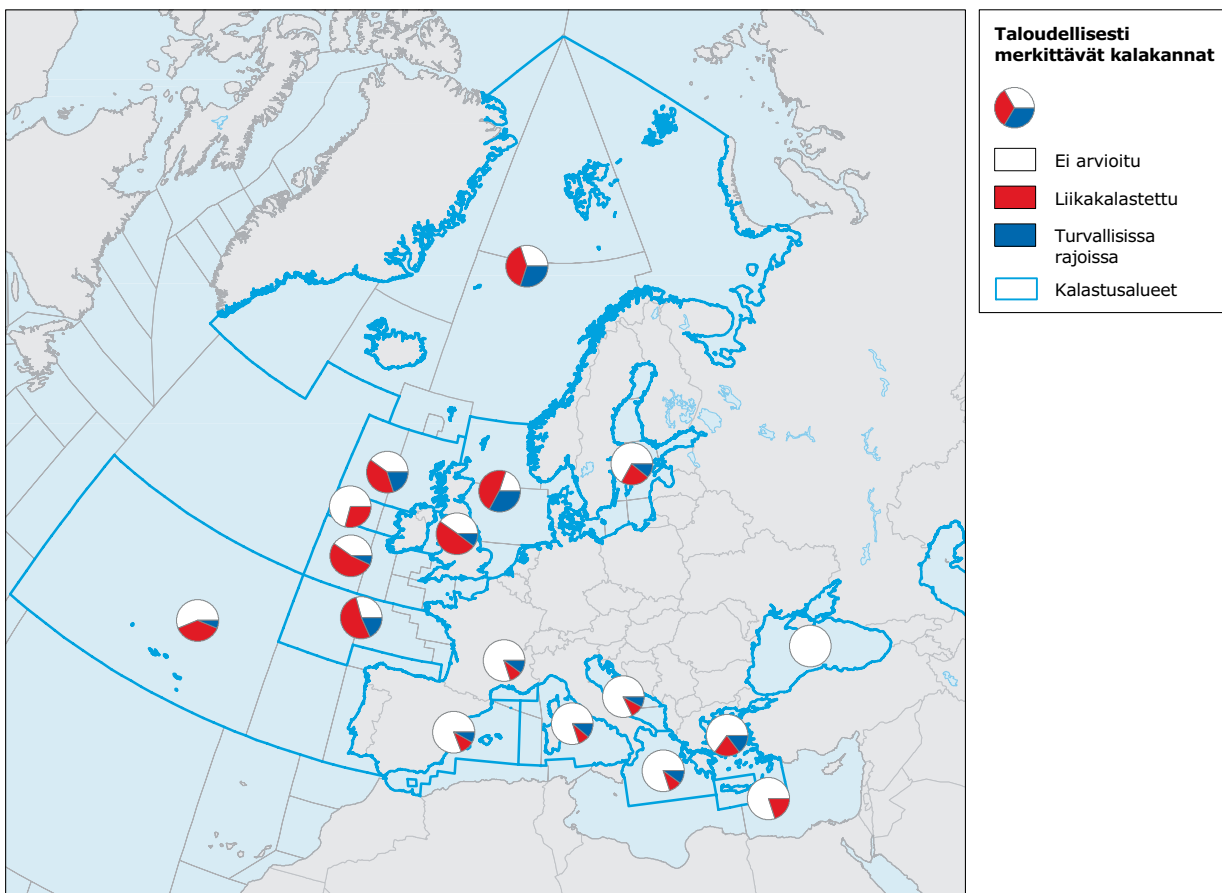 Taloudellisesti
merkittävät kalakannat
Ei arvioitu
Liikakalastettu
Turvallisissa
rajoissa
Kalastusalueet